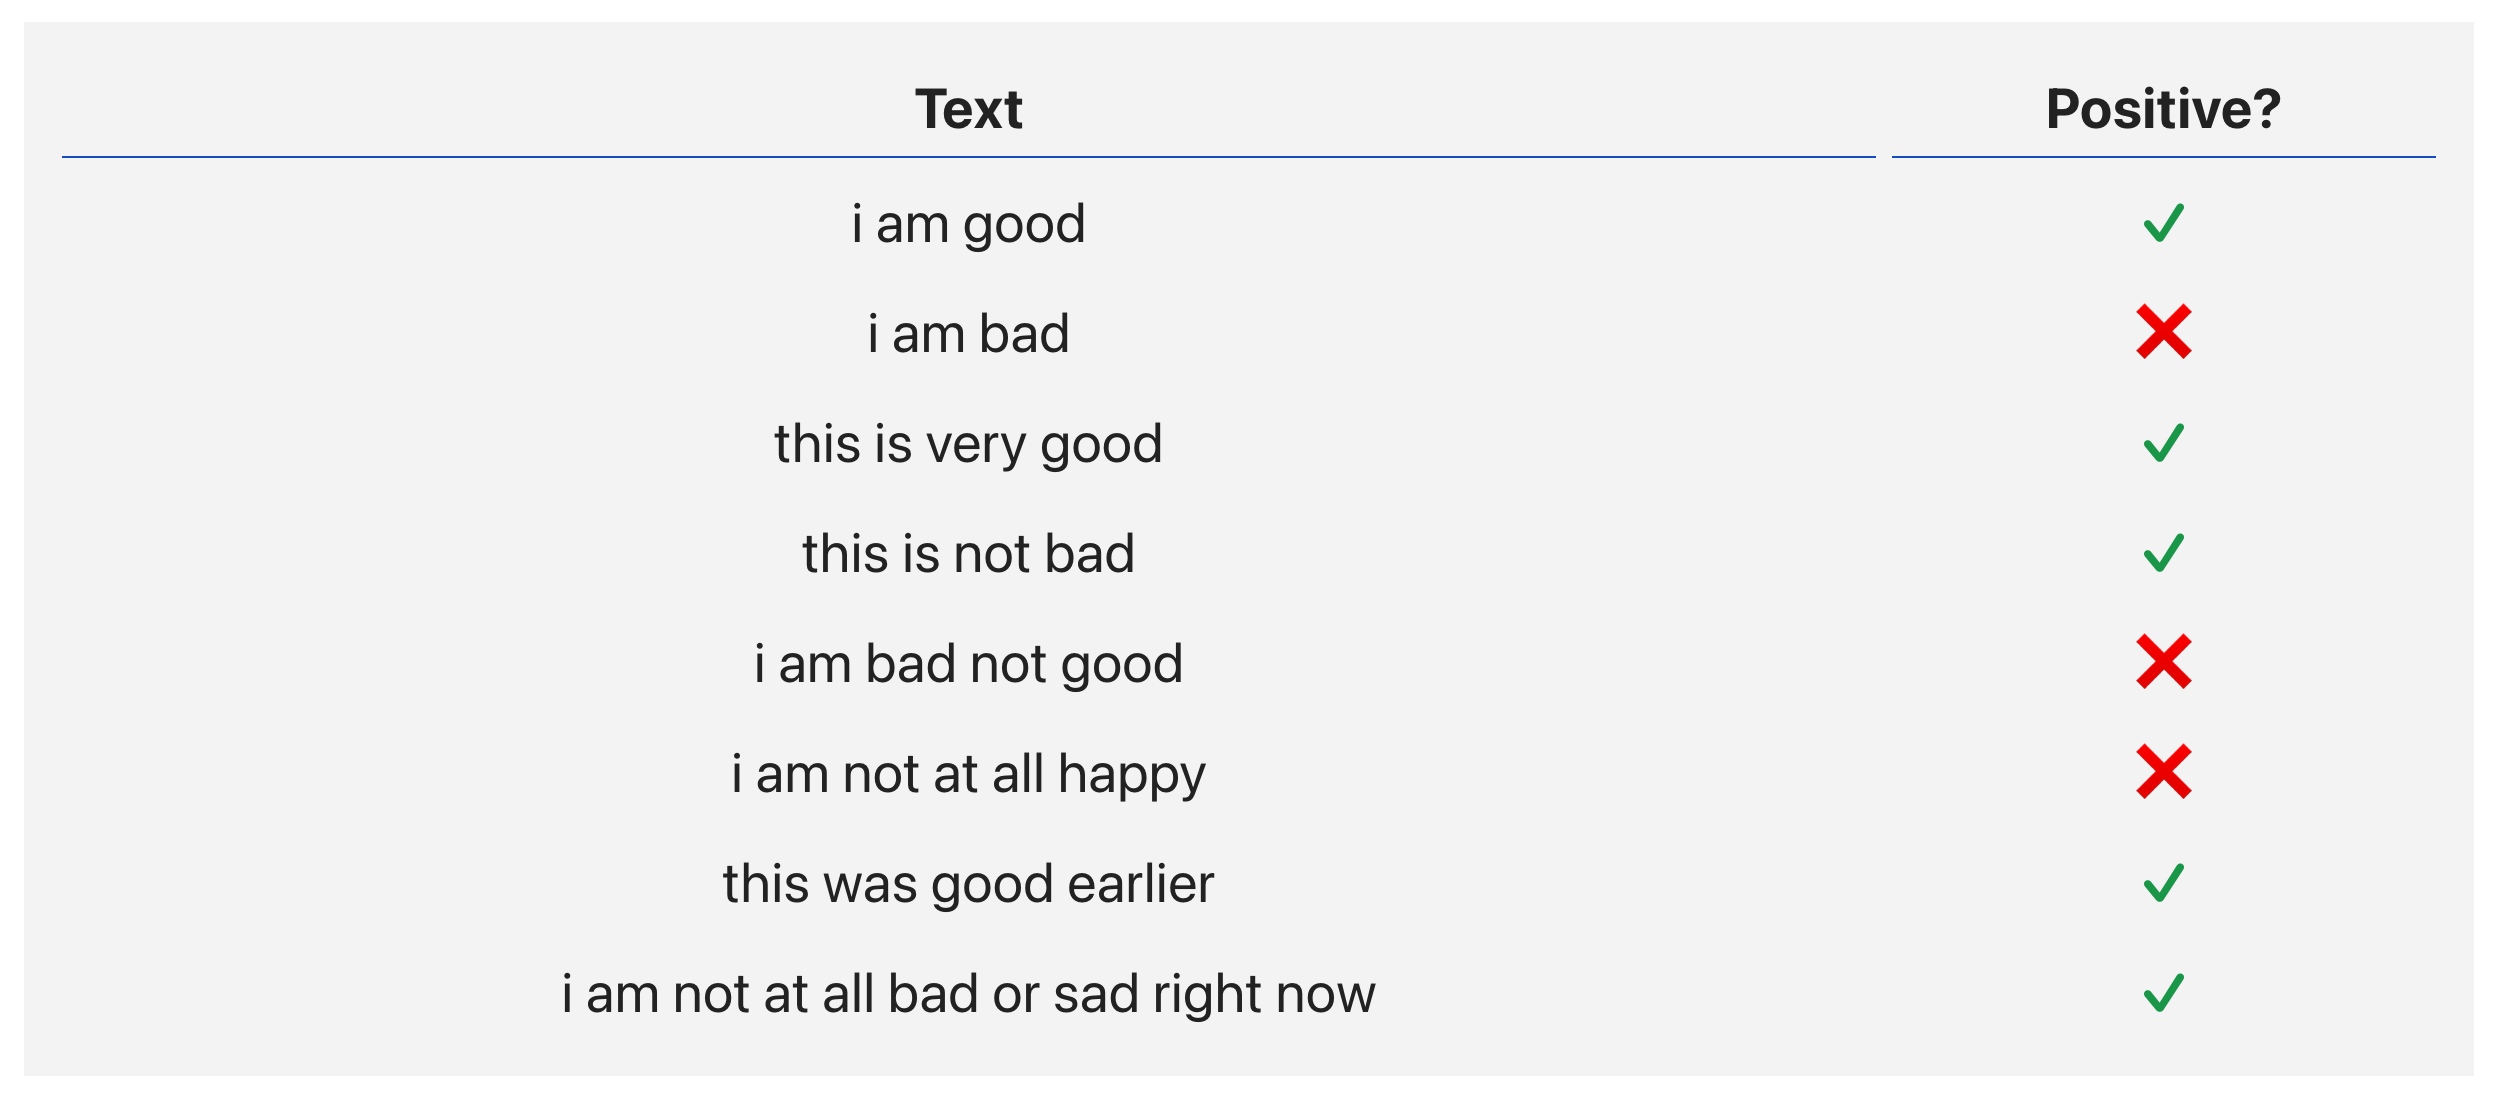 Text Positive?
i am good ✓
i am bad ❌
this is very good ✓
this is not bad ✓
i am bad not good ❌
i am not at all happy ❌
this was good earlier ✓
i am not at all bad or sad right now ✓